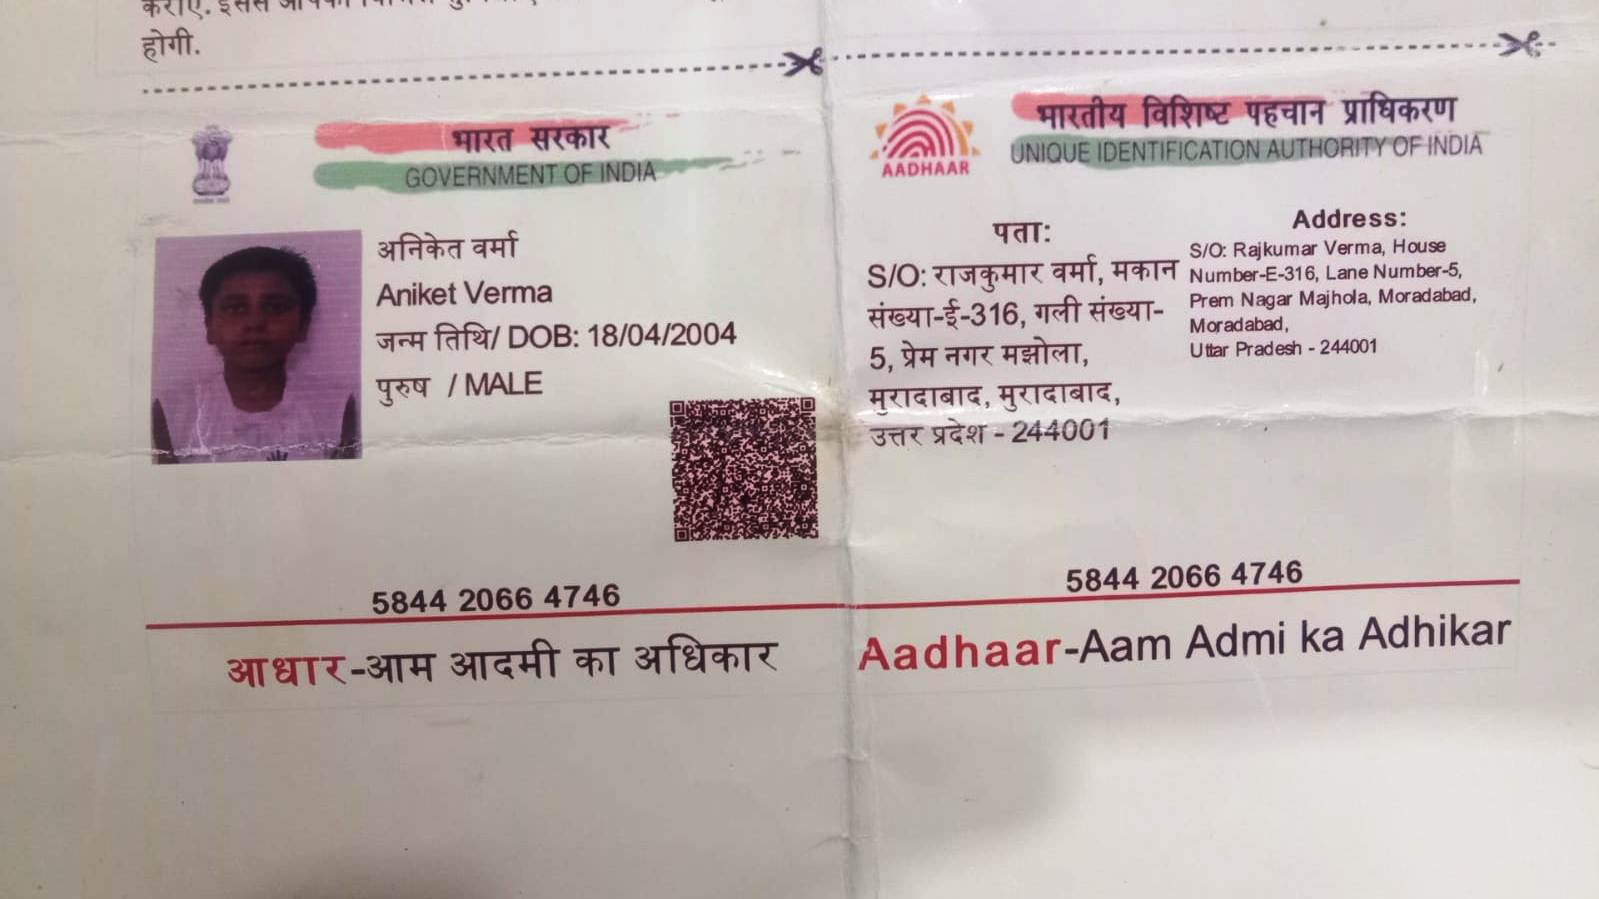 होगी.
भारत सरकार
GOVERNMENT OF INDIA
अनिकेत वर्मा
Aniket Verma
जन्म तिथि/ DOB: 18/04/2004
पुरुष / MALE
5844 2066 4746
आधार-आम आदमी का अधिकार
भारतीय विशिष्ट पहचान प्राधिकरण
UNIQUE IDENTIFICATION AUTHORITY OF INDIA
AADHAAR
पता:
S/O: राजकुमार वर्मा, मकान
संख्या-ई-316, गली संख्या-
5, प्रेम नगर मझोला,
मुरादाबाद, मुरादाबाद,
उत्तर प्रदेश - 244001
Address:
S/O: Rajkumar Verma, House
Number-E-316, Lane Number-5,
Prem Nagar Majhola, Moradabad,
Moradabad,
Uttar Pradesh - 244001
5844 2066 4746
Aadhaar-Aam Admi ka Adhikar